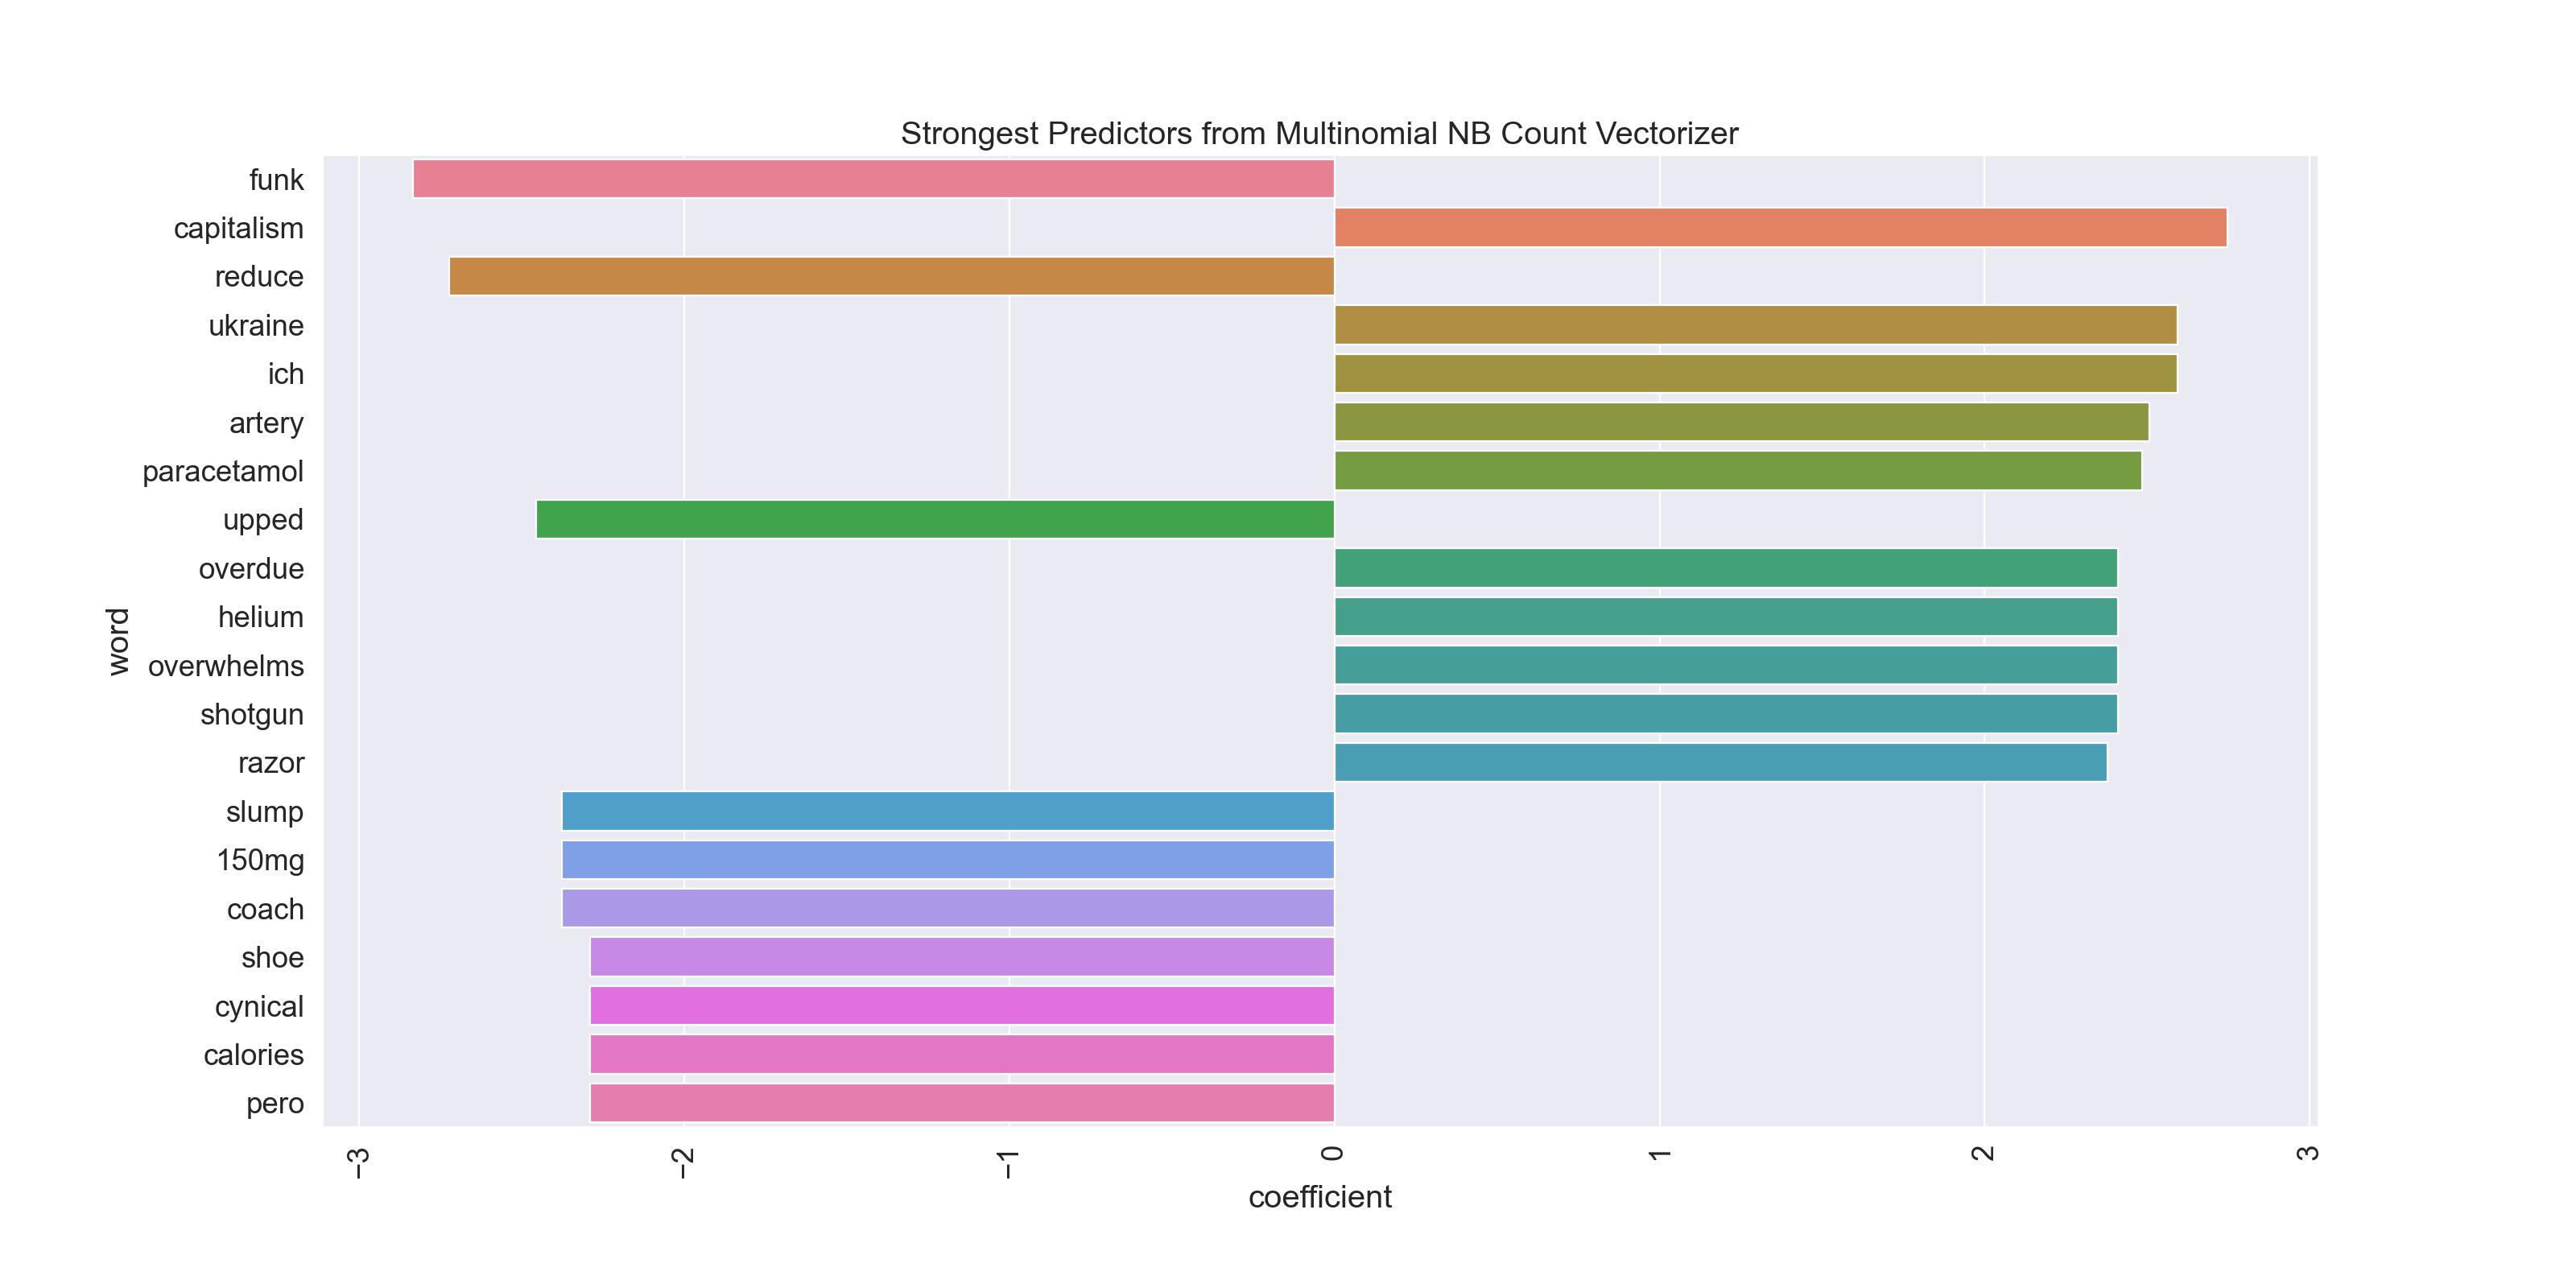 Strongest Predictors from Multinomial NB Count Vectorizer
funk
capitalism
reduce
ukraine
ich
artery
paracetamol
upped
overdue
helium
overwhelms
shotgun
razor
slump
150mg
coach
shoe
cynical
calories
pero
word
−3 −2 −1 0 1 2 3
coefficient